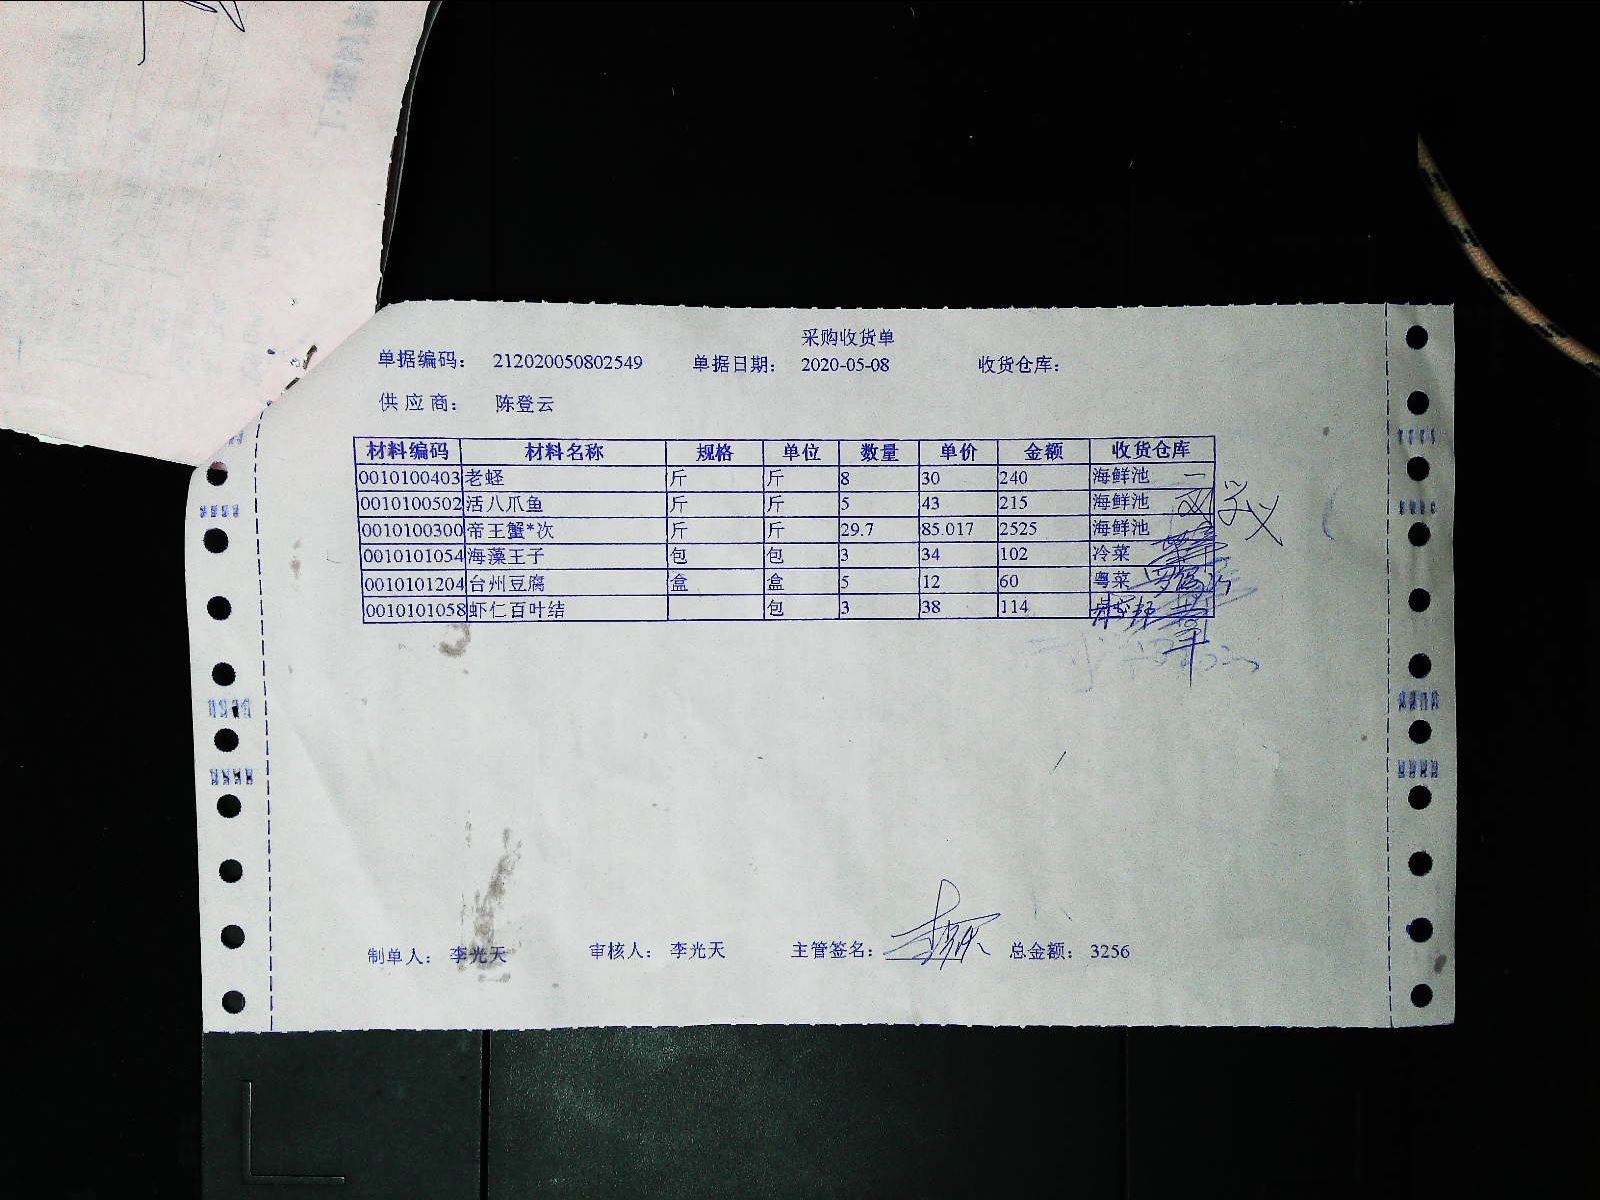 采购收货单
单据编码： 212020050802549 单据日期： 2020-05-08 收货仓库：
供应商： 陈登云
材料编码 材料名称 规格 单位 数量 单价 金额 收货仓库
0010100403 老蛏 斤 斤 8 30 240 海鲜池
0010100502 活八爪鱼 斤 斤 5 43 215 海鲜池
0010100300 帝王蟹*次 斤 斤 29.7 85.017 2525 海鲜池
0010101054 海藻王子 包 包 3 34 102 冷菜
0010101204 台州豆腐 盒 盒 5 12 60 粤菜
0010101058 虾仁百叶结 包 3 38 114
制单人： 李光天 审核人： 李光天 主管签名： 总金额： 3256